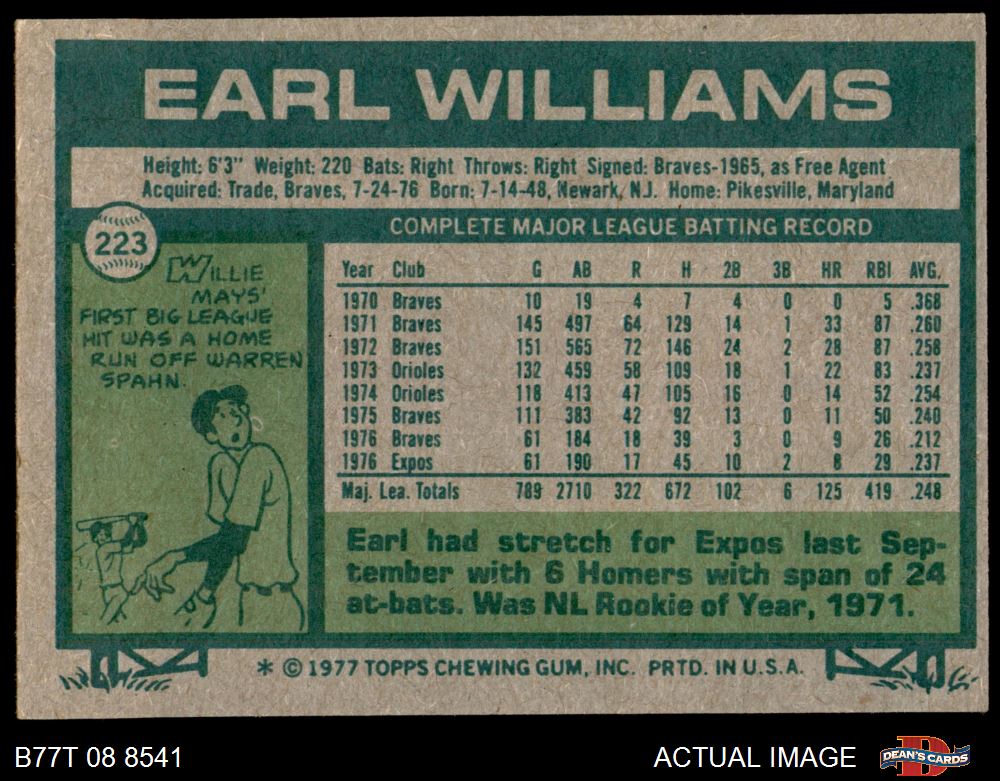 EARL WILLIAMS
Height: 6'3" Weight: 220 Bats: Right Throws: Right Signed: Braves-1965, as Free Agent
Acquired: Trade, Braves, 7-24-76 Born: 7-14-48, Newark, N.J. Home: Pikesville, Maryland
223
WILLIE
MAYS'
FIRST BIG LEAGUE
HIT WAS A HOME
RUN OFF WARREN
SPAHN.
COMPLETE MAJOR LEAGUE BATTING RECORD
Year Club G AB R H 2B 3B HR RBI AVG.
1970 Braves 10 19 4 7 4 0 0 5 .368
1971 Braves 145 497 64 129 14 1 33 87 .260
1972 Braves 151 565 72 146 24 2 28 87 .258
1973 Orioles 132 459 58 109 18 1 22 83 .237
1974 Orioles 118 413 47 105 16 0 14 52 .254
1975 Braves 111 383 42 92 13 0 11 50 .240
1976 Braves 61 184 18 39 3 0 9 26 .212
1976 Expos 61 190 17 45 10 2 8 29 .237
Maj. Lea. Totals 789 2710 322 672 102 6 125 419 .248
Earl had stretch for Expos last Sep-
tember with 6 Homers with span of 24
at-bats. Was NL Rookie of Year, 1971.
* © 1977 TOPPS CHEWING GUM, INC. PRTD. IN U.S.A.
B77T 08 8541
ACTUAL IMAGE
DEAN'S CARDS